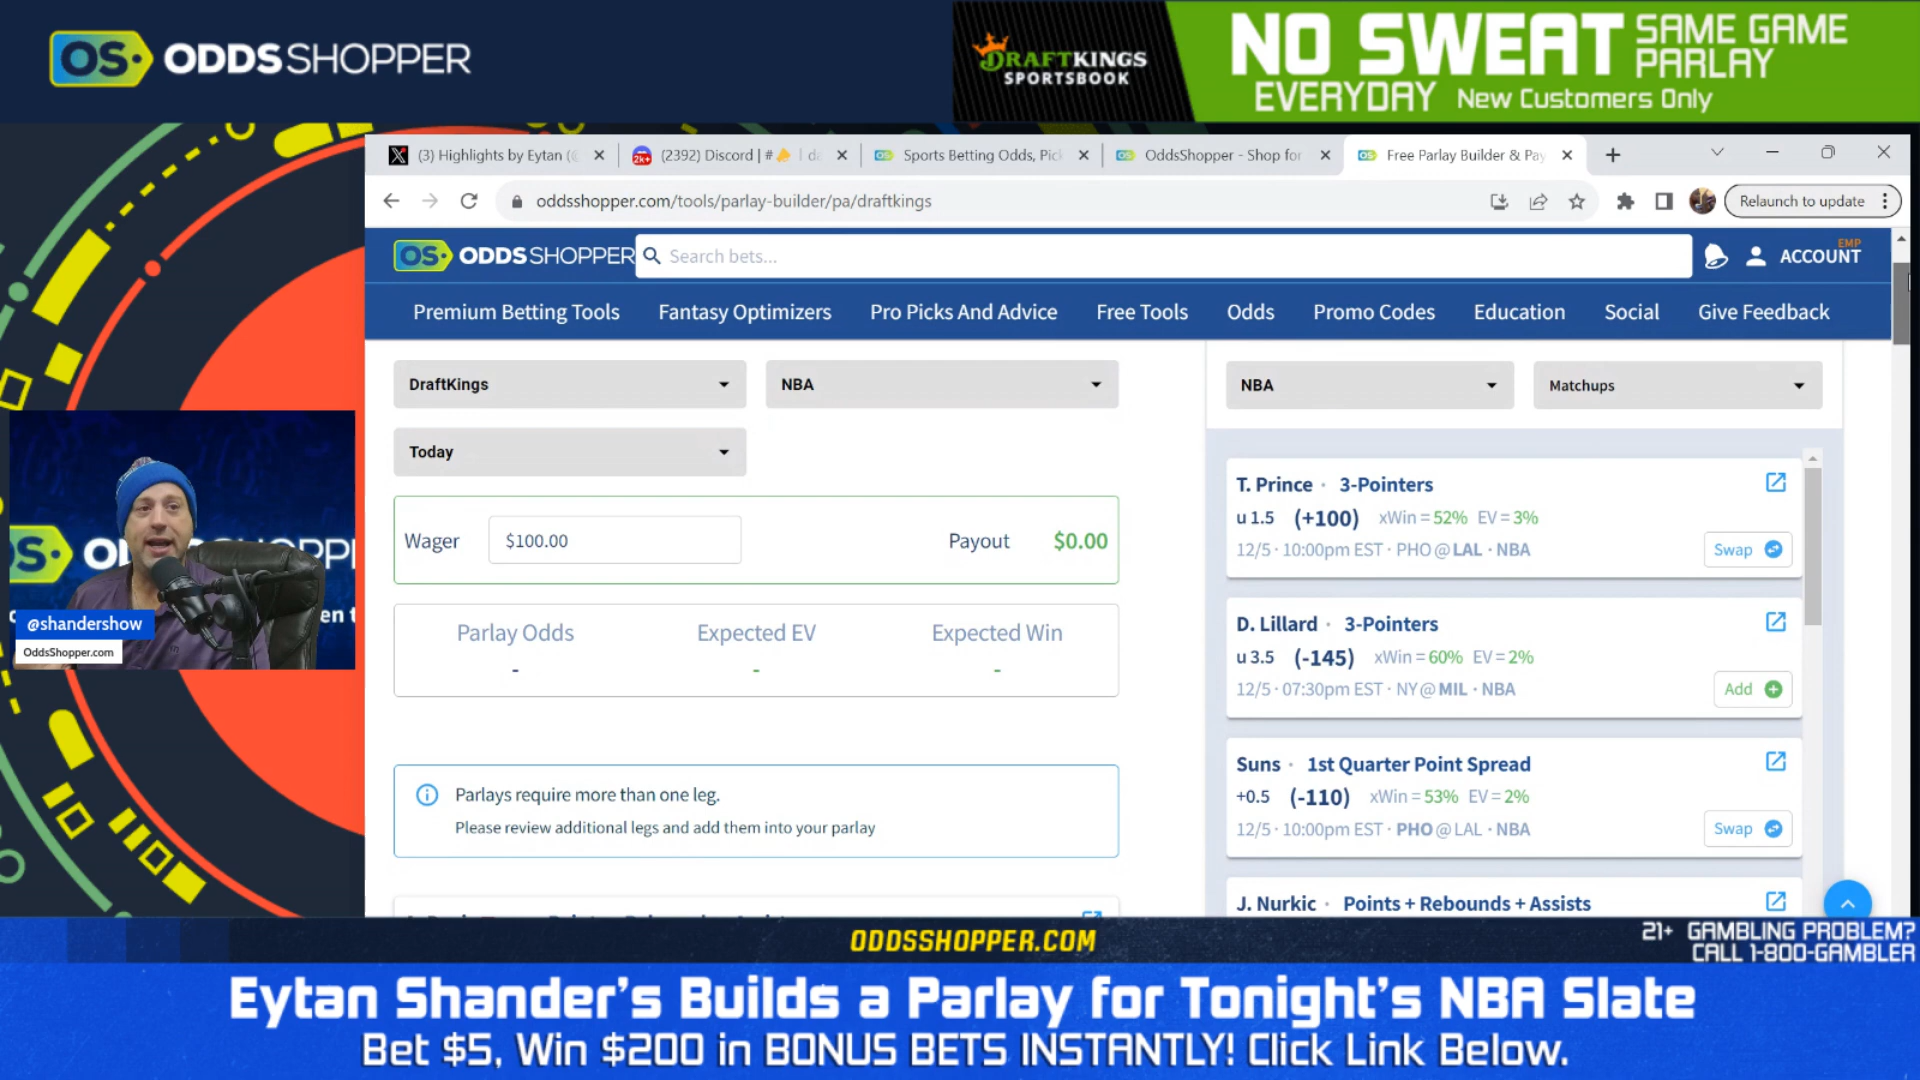 OS ODDSSHOPPER
DRAFTKINGS
SPORTSBOOK
NO SWEAT SAME GAME PARLAY
EVERYDAY New Customers Only
(3) Highlights by Eytan (@
(2392) Discord | #
Sports Betting Odds, Pic
OddsShopper - Shop for
Free Parlay Builder & Pay
oddsshopper.com/tools/parlay-builder/pa/draftkings
Relaunch to update
OS ODDSSHOPPER
Search bets...
EMP
ACCOUNT
Premium Betting Tools
Fantasy Optimizers
Pro Picks And Advice
Free Tools
Odds
Promo Codes
Education
Social
Give Feedback
DraftKings
NBA
Today
Wager
$100.00
Payout
$0.00
Parlay Odds
Expected EV
Expected Win
-
-
-
Parlays require more than one leg.
Please review additional legs and add them into your parlay
NBA
Matchups
T. Prince · 3-Pointers
u 1.5 (+100) xWin = 52% EV = 3%
12/5 · 10:00pm EST · PHO @ LAL · NBA
Swap
D. Lillard · 3-Pointers
u 3.5 (-145) xWin = 60% EV = 2%
12/5 · 07:30pm EST · NY @ MIL · NBA
Add
Suns · 1st Quarter Point Spread
+0.5 (-110) xWin = 53% EV = 2%
12/5 · 10:00pm EST · PHO @ LAL · NBA
Swap
J. Nurkic · Points + Rebounds + Assists
@shandershow
OddsShopper.com
ODDSSHOPPER.COM
21+ GAMBLING PROBLEM?
CALL 1-800-GAMBLER
Eytan Shander's Builds a Parlay for Tonight's NBA Slate
Bet $5, Win $200 in BONUS BETS INSTANTLY! Click Link Below.